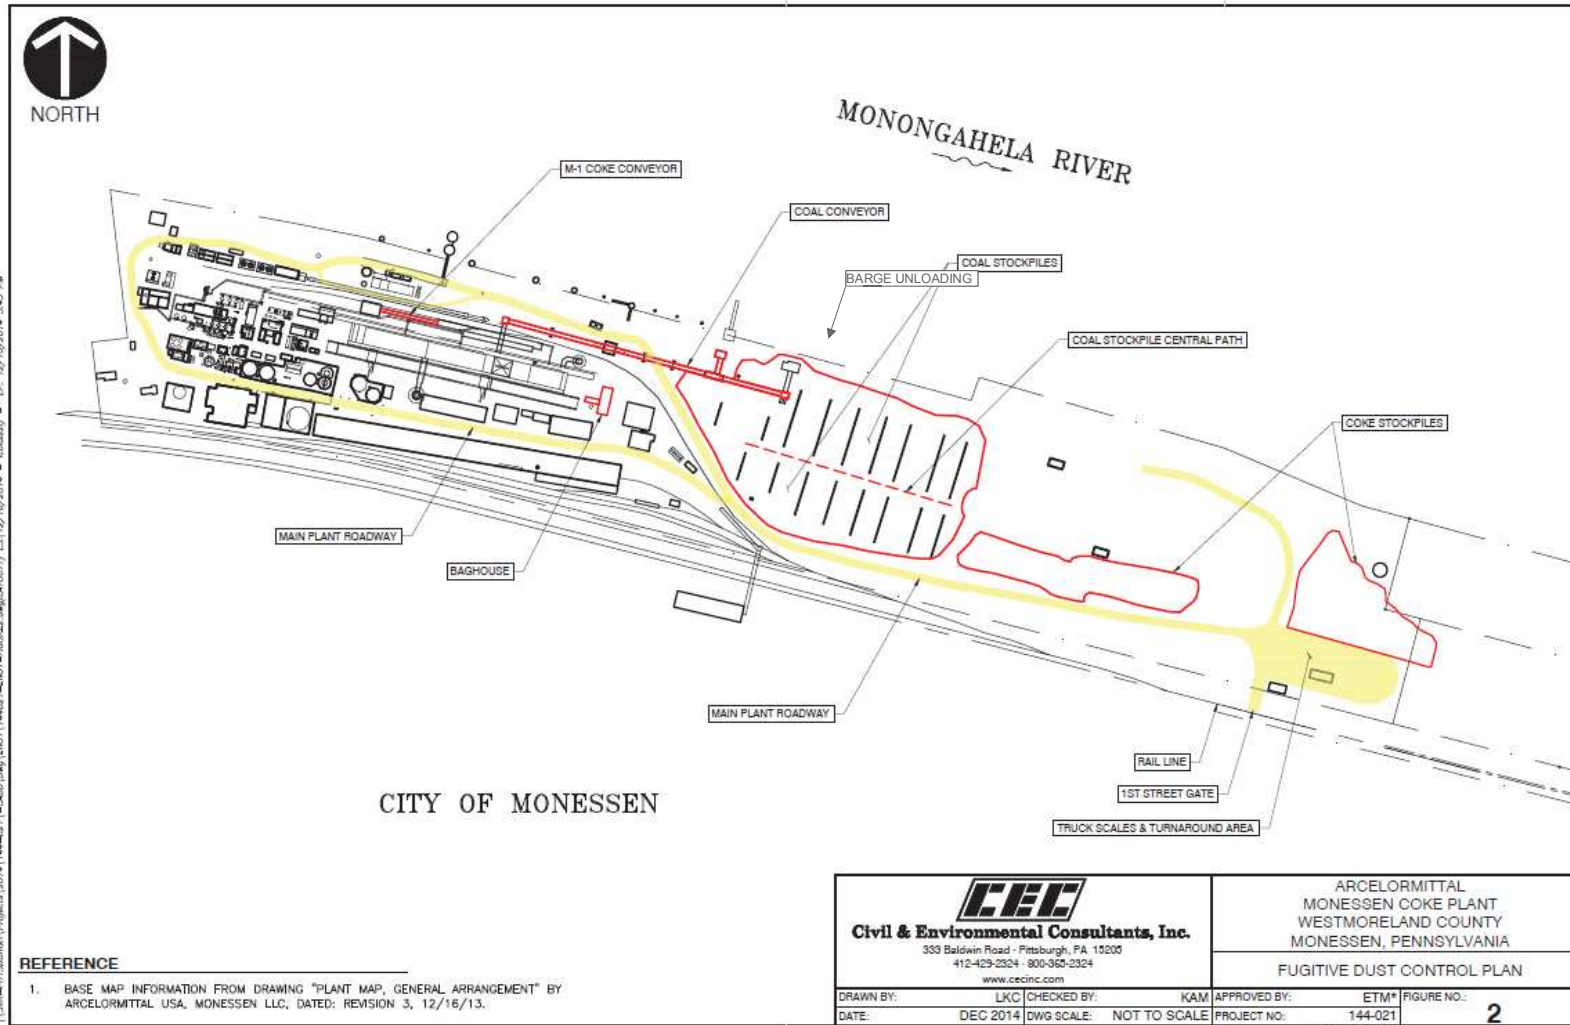 NORTH
MONONGAHELA RIVER
M-1 COKE CONVEYOR
COAL CONVEYOR
COAL STOCKPILES
BARGE UNLOADING
COAL STOCKPILE CENTRAL PATH
COKE STOCKPILES
MAIN PLANT ROADWAY
BAGHOUSE
MAIN PLANT ROADWAY
RAIL LINE
1ST STREET GATE
TRUCK SCALES & TURNAROUND AREA
CITY OF MONESSEN
REFERENCE
1. BASE MAP INFORMATION FROM DRAWING "PLANT MAP, GENERAL ARRANGEMENT" BY
ARCELORMITTAL USA, MONESSEN LLC, DATED: REVISION 3, 12/16/13.
CEC
Civil & Environmental Consultants, Inc.
333 Baldwin Road · Pittsburgh, PA 15205
412-429-2324 · 800-365-2324
www.cecinc.com
ARCELORMITTAL
MONESSEN COKE PLANT
WESTMORELAND COUNTY
MONESSEN, PENNSYLVANIA
FUGITIVE DUST CONTROL PLAN
DRAWN BY: LKC CHECKED BY: KAM APPROVED BY: ETM* FIGURE NO.:
DATE: DEC 2014 DWG SCALE: NOT TO SCALE PROJECT NO: 144-021 2